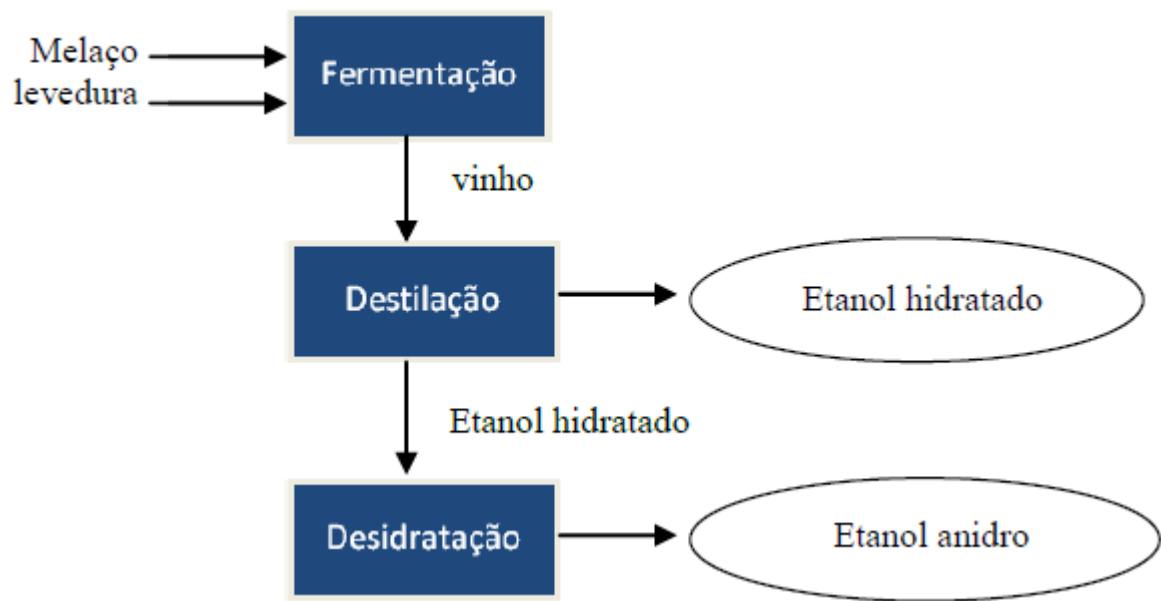 Melaço
levedura
Fermentação
vinho
Destilação
Etanol hidratado
Etanol hidratado
Desidratação
Etanol anidro